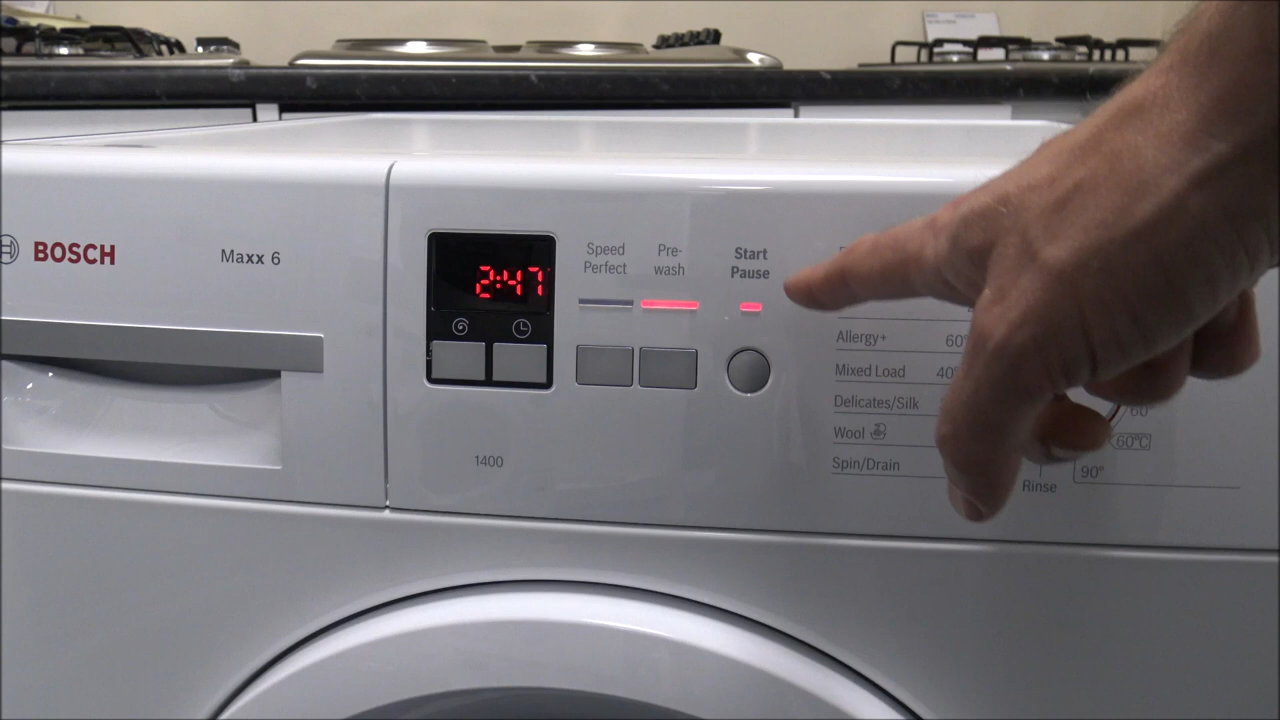 BOSCH
Maxx 6
2:47
Speed
Perfect
Pre-
wash
Start
Pause
1400
Allergy+ 60°
Mixed Load 40°
Delicates/Silk
Wool
Spin/Drain
Rinse
60°
60°C
90°